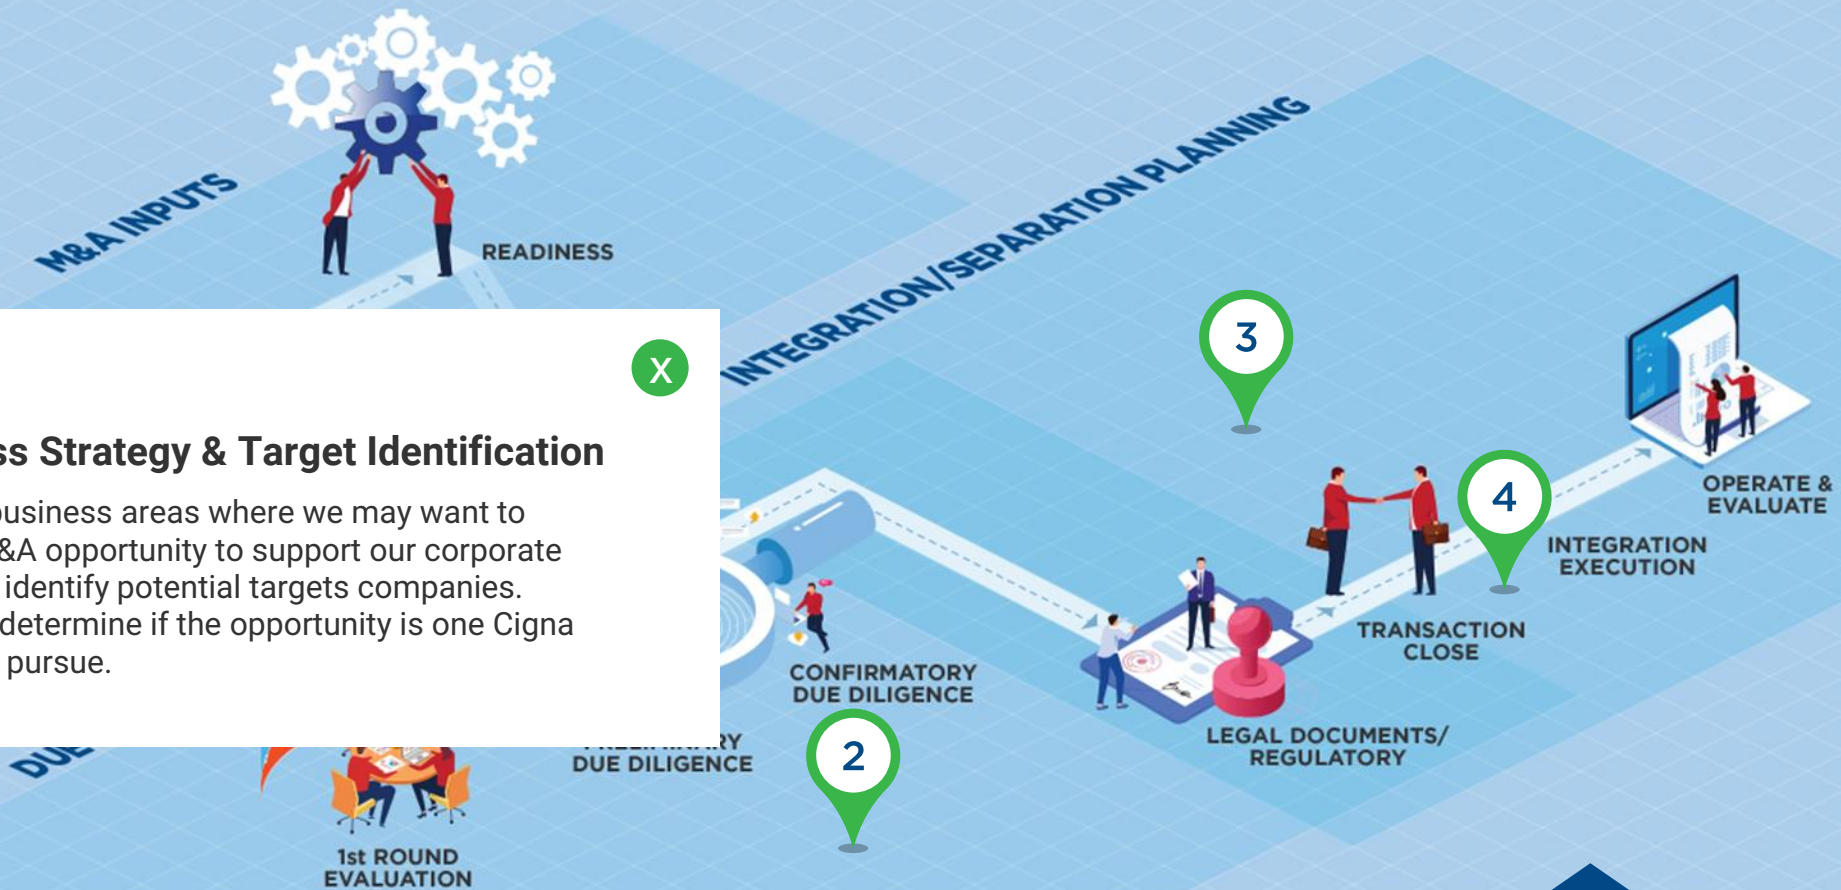 M&A INPUTS
READINESS
INTEGRATION/SEPARATION PLANNING
X
ss Strategy & Target Identification
business areas where we may want to
&A opportunity to support our corporate
identify potential targets companies.
determine if the opportunity is one Cigna
pursue.
3
4
OPERATE &
EVALUATE
INTEGRATION
EXECUTION
TRANSACTION
CLOSE
CONFIRMATORY
DUE DILIGENCE
LEGAL DOCUMENTS/
REGULATORY
DUE
PRELIMINARY
DUE DILIGENCE
2
1st ROUND
EVALUATION